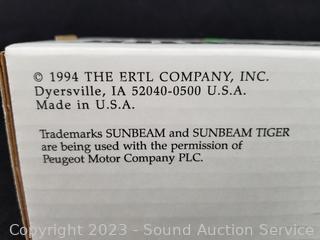 © 1994 THE ERTL COMPANY, INC.
Dyersville, IA 52040-0500 U.S.A.
Made in U.S.A.
Trademarks SUNBEAM and SUNBEAM TIGER
are being used with the permission of
Peugeot Motor Company PLC.
Copyright 2023 - Sound Auction Service